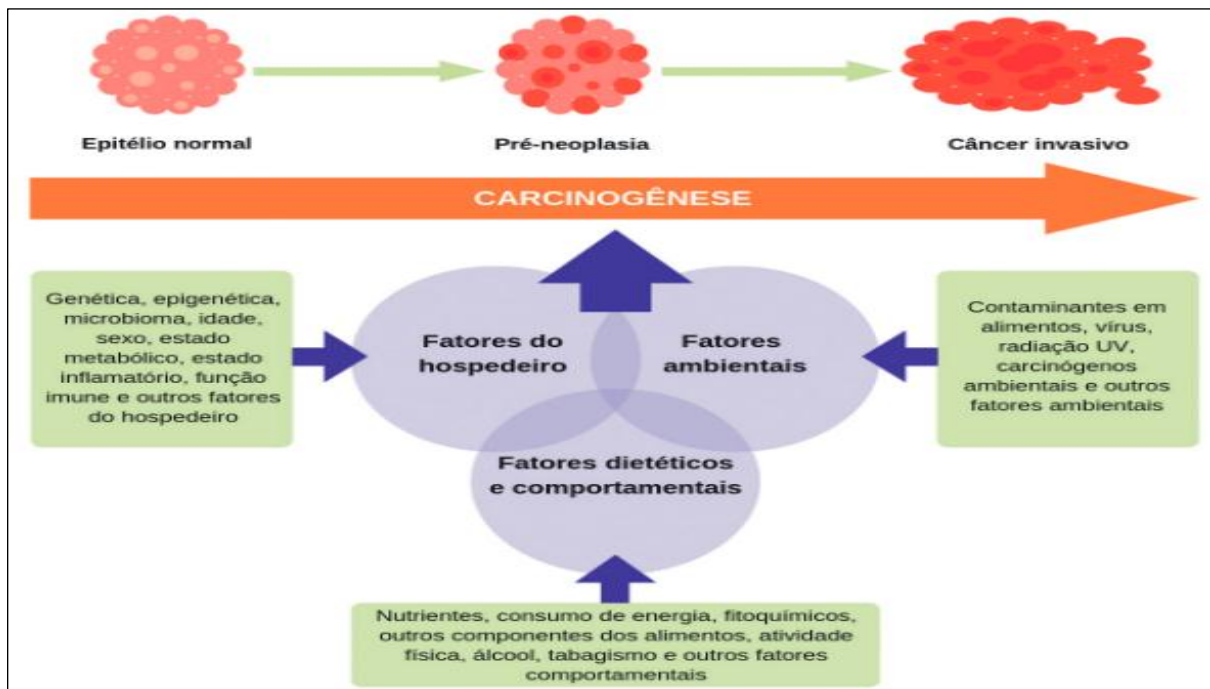 Epitélio normal
Pré-neoplasia
Câncer invasivo
CARCINOGÊNESE
Genética, epigenética,
microbioma, idade,
sexo, estado
metabólico, estado
inflamatório, função
imune e outros fatores
do hospedeiro
Fatores do
hospedeiro
Fatores
ambientais
Contaminantes em
alimentos, vírus,
radiação UV,
carcinógenos
ambientais e outros
fatores ambientais
Fatores dietéticos
e comportamentais
Nutrientes, consumo de energia, fitoquímicos,
outros componentes dos alimentos, atividade
física, álcool, tabagismo e outros fatores
comportamentais